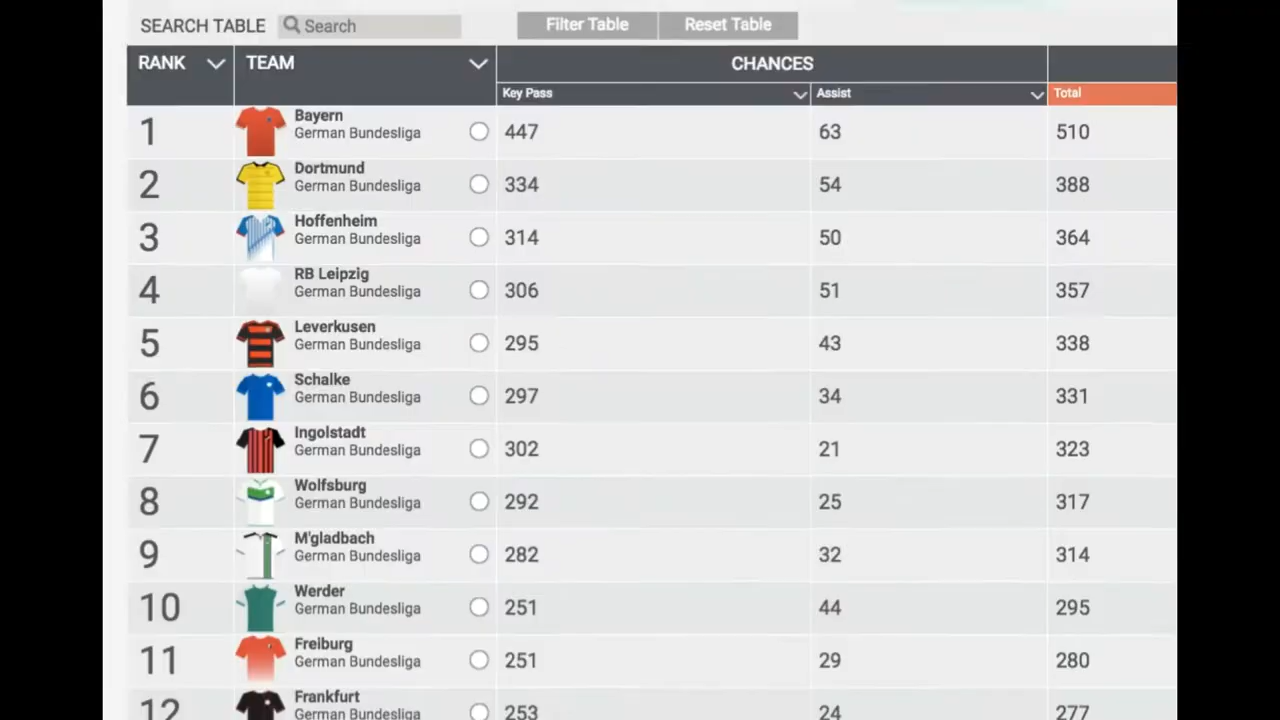 SEARCH TABLE Search Filter Table Reset Table
RANK TEAM CHANCES
Key Pass Assist Total
1 Bayern German Bundesliga 447 63 510
2 Dortmund German Bundesliga 334 54 388
3 Hoffenheim German Bundesliga 314 50 364
4 RB Leipzig German Bundesliga 306 51 357
5 Leverkusen German Bundesliga 295 43 338
6 Schalke German Bundesliga 297 34 331
7 Ingolstadt German Bundesliga 302 21 323
8 Wolfsburg German Bundesliga 292 25 317
9 M'gladbach German Bundesliga 282 32 314
10 Werder German Bundesliga 251 44 295
11 Freiburg German Bundesliga 251 29 280
12 Frankfurt German Bundesliga 253 24 277